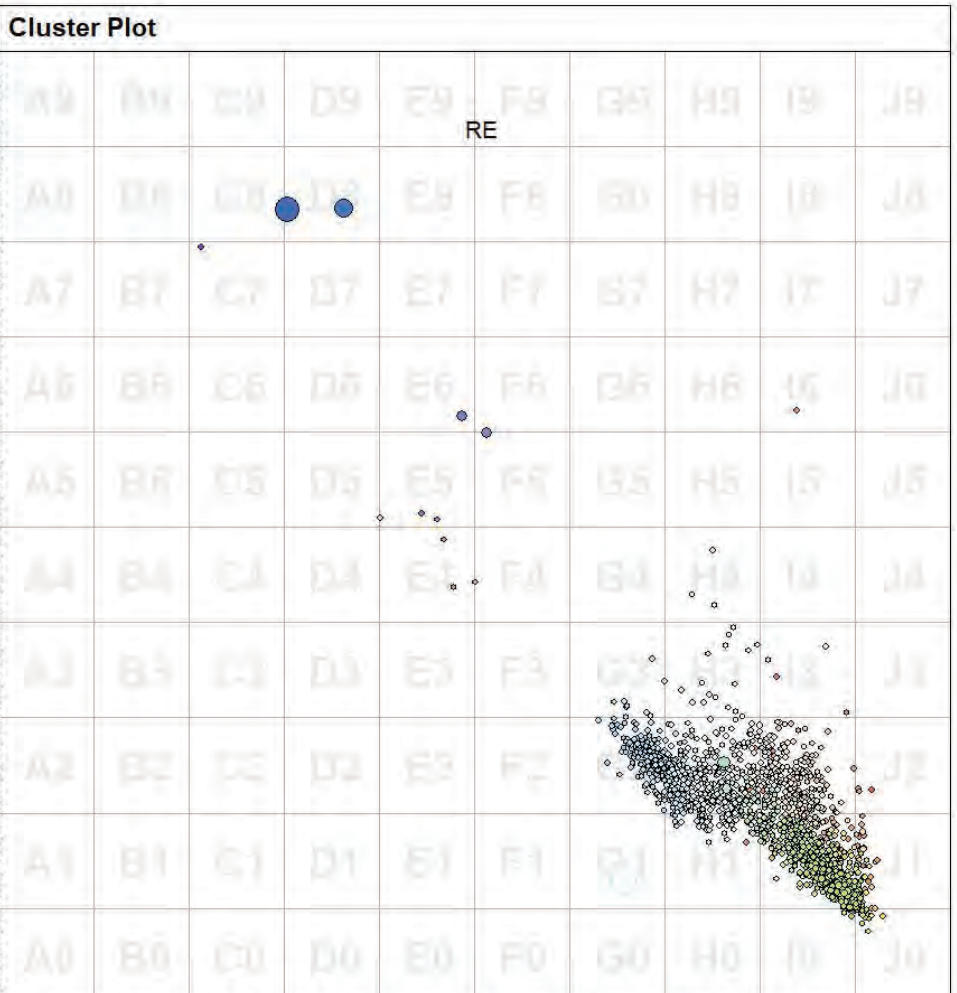 Cluster Plot
A9 B9 C9 D9 E9 F9 G9 H9 I9 J9
RE
A8 B8 C8 D8 E8 F8 G8 H8 I8 J8
A7 B7 C7 D7 E7 F7 G7 H7 I7 J7
A6 B6 C6 D6 E6 F6 G6 H6 I6 J6
A5 B5 C5 D5 E5 F5 G5 H5 I5 J5
A4 B4 C4 D4 E4 F4 G4 H4 I4 J4
A3 B3 C3 D3 E3 F3 G3 H3 I3 J3
A2 B2 C2 D2 E2 F2 J2
A1 B1 C1 D1 E1 F1 G1 H1 J1
A0 B0 C0 D0 E0 F0 G0 H0 I0 J0